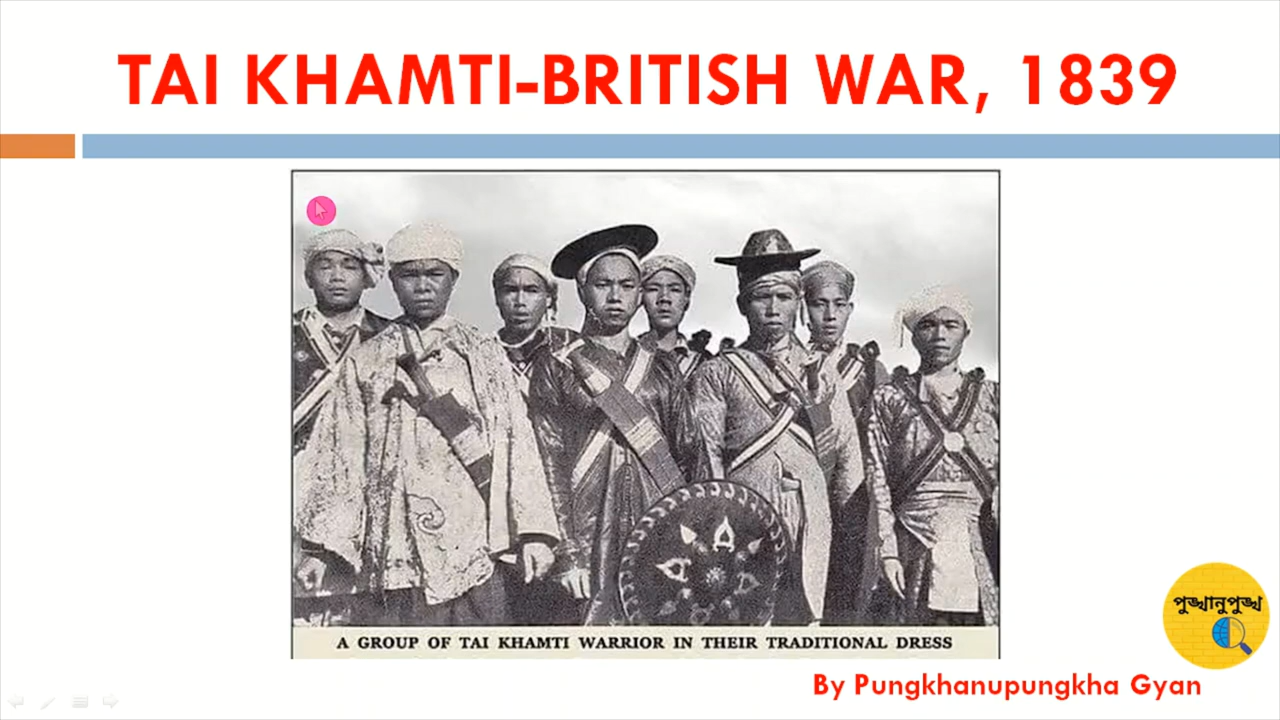 TAI KHAMTI-BRITISH WAR, 1839
A GROUP OF TAI KHAMTI WARRIOR IN THEIR TRADITIONAL DRESS
পুঙ্খানুপুঙ্খ
By Pungkhanupungkha Gyan